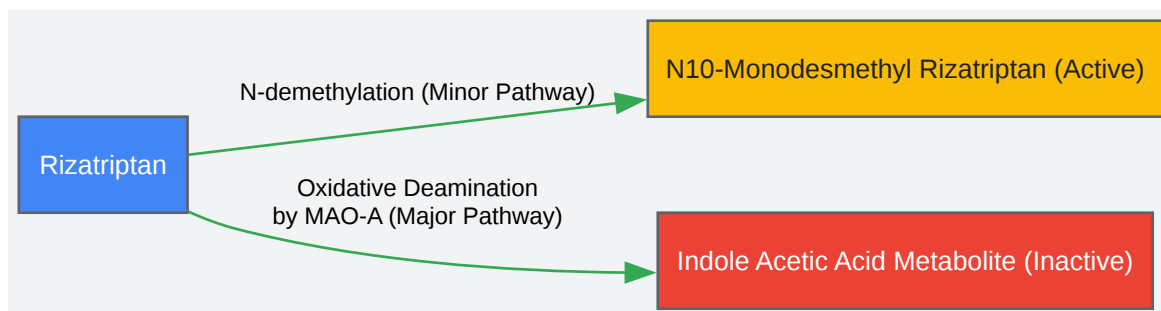 N10-Monodesmethyl Rizatriptan (Active)
N-demethylation (Minor Pathway)
Rizatriptan
Oxidative Deamination
by MAO-A (Major Pathway)
Indole Acetic Acid Metabolite (Inactive)